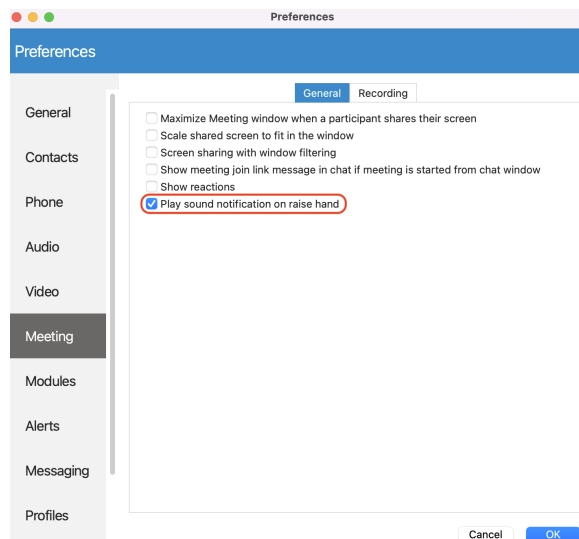 Preferences
Preferences
General
Contacts
Phone
Audio
Video
Meeting
Modules
Alerts
Messaging
Profiles
General Recording
Maximize Meeting window when a participant shares their screen
Scale shared screen to fit in the window
Screen sharing with window filtering
Show meeting join link message in chat if meeting is started from chat window
Show reactions
Play sound notification on raise hand
Cancel OK